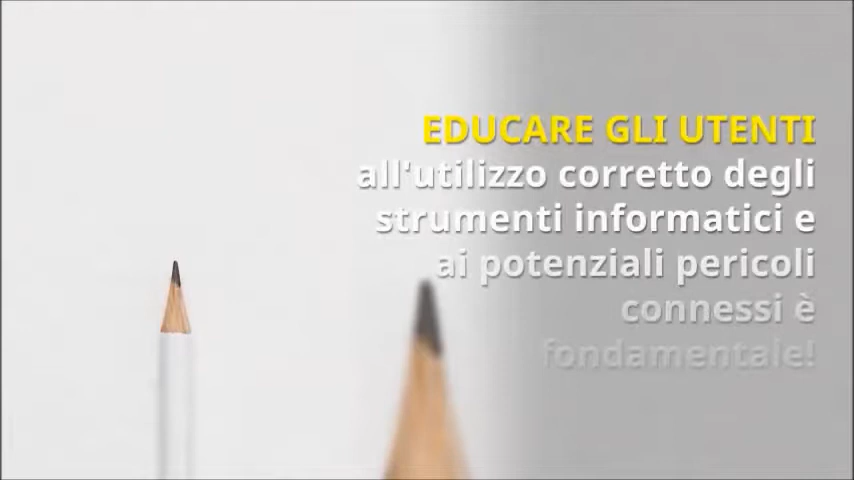 EDUCARE GLI UTENTI
all'utilizzo corretto degli
strumenti informatici e
ai potenziali pericoli
connessi è
fondamentale!